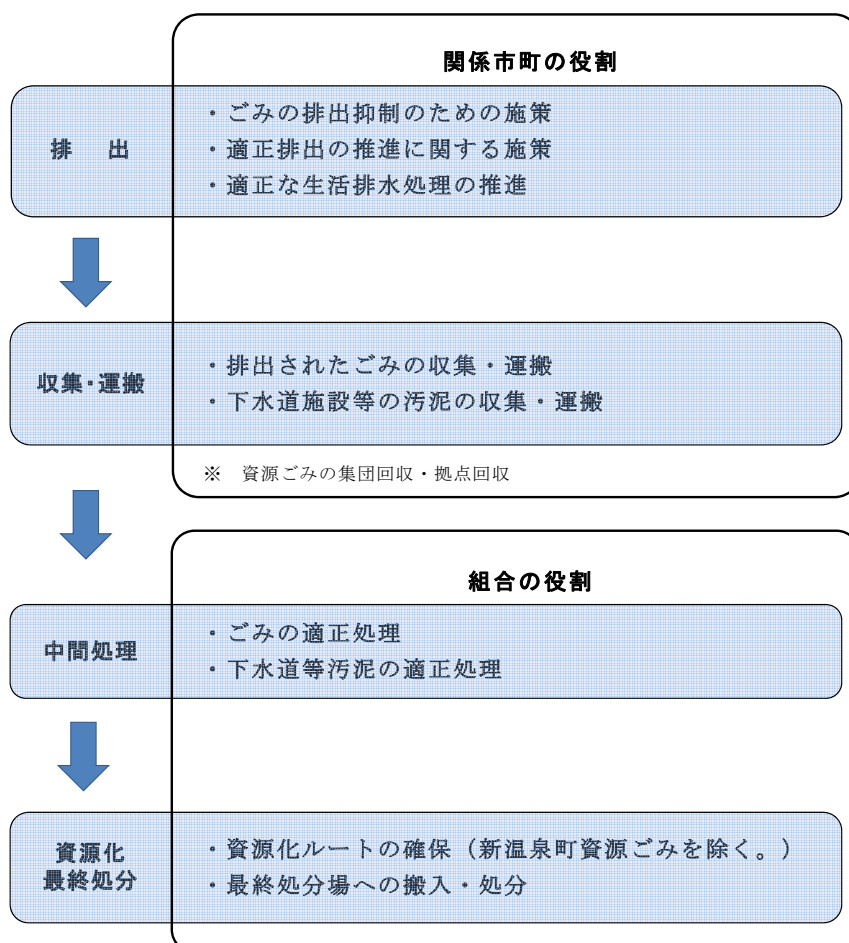 関係市町の役割
排 出
・ごみの排出抑制のための施策
・適正排出の推進に関する施策
・適正な生活排水処理の推進
収集・運搬
・排出されたごみの収集・運搬
・下水道施設等の汚泥の収集・運搬
※ 資源ごみの集団回収・拠点回収
組合の役割
中間処理
・ごみの適正処理
・下水道等汚泥の適正処理
資源化
最終処分
・資源化ルートの確保(新温泉町資源ごみを除く。)
・最終処分場への搬入・処分